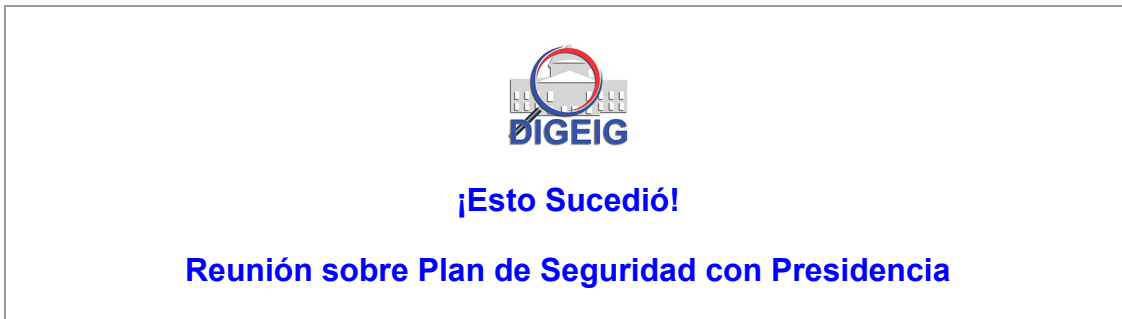 DIGEIG
¡Esto Sucedió!
Reunión sobre Plan de Seguridad con Presidencia